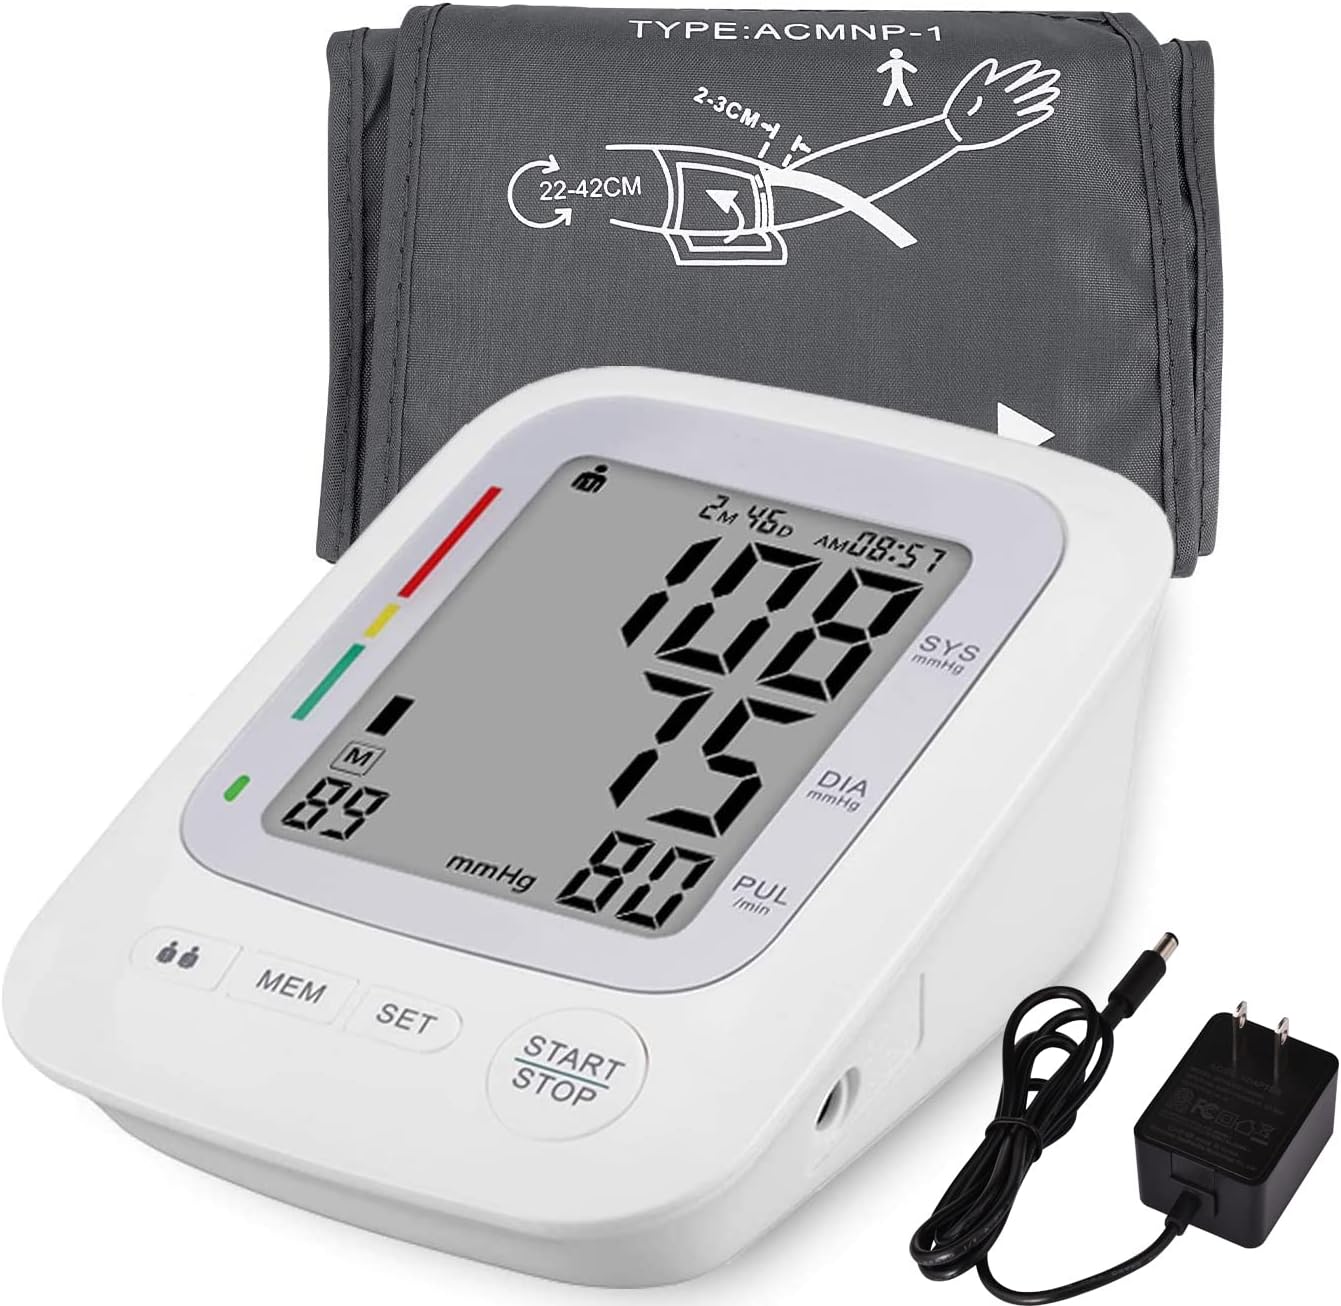 TYPE:ACMNP-1
2-3CM
22-42CM
2M 46D AM08:57
108
SYS
mmHg
75
DIA
mmHg
M
89
mmHg
80
PUL
/min
MEM
SET
START
STOP
FC